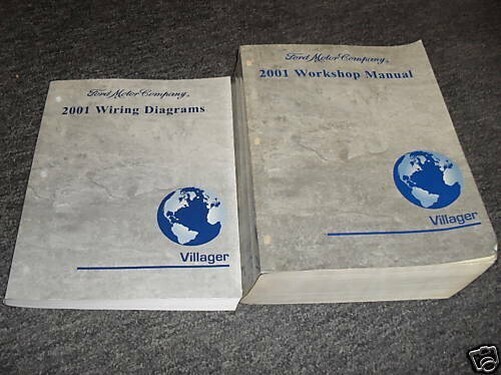 Ford Motor Company,
2001 Wiring Diagrams
Villager
Ford Motor Company,
2001 Workshop Manual
Villager